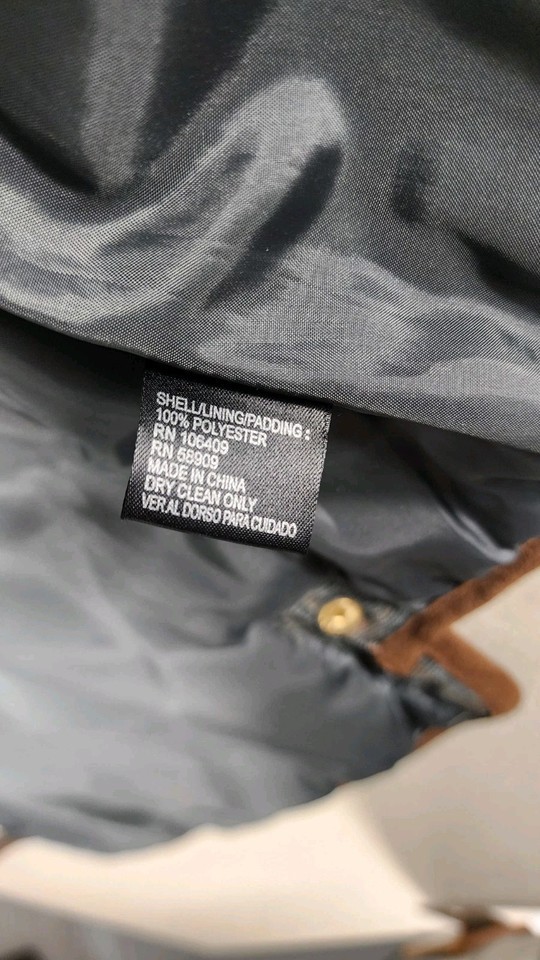 SHELL/LINING/PADDING :
100% POLYESTER
RN 106409
RN 58909
MADE IN CHINA
DRY CLEAN ONLY
VER AL DORSO PARA CUIDADO